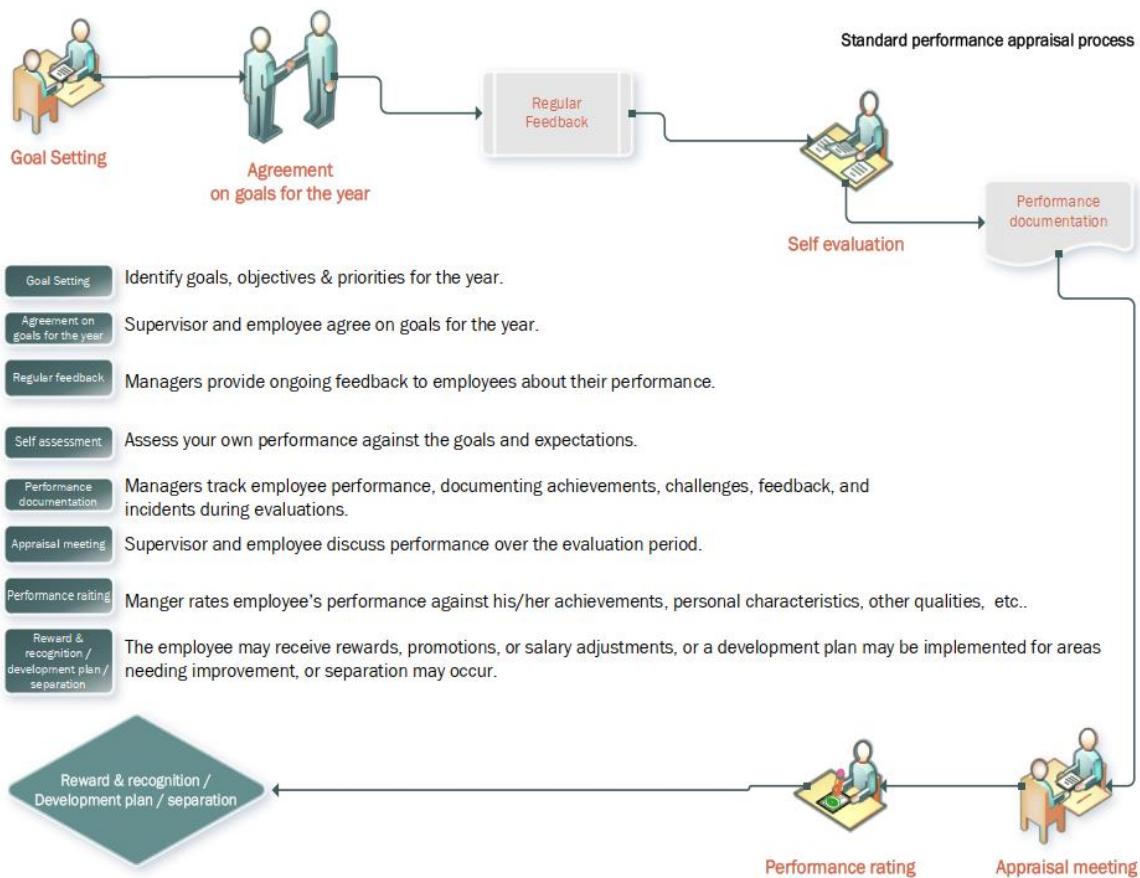 Standard performance appraisal process
Goal Setting
Agreement
on goals for the year
Regular
Feedback
Self evaluation
Performance
documentation
Goal Setting
Identify goals, objectives & priorities for the year.
Agreement on
goals for the year
Supervisor and employee agree on goals for the year.
Regular feedback
Managers provide ongoing feedback to employees about their performance.
Self assessment
Assess your own performance against the goals and expectations.
Performance
documentation
Managers track employee performance, documenting achievements, challenges, feedback, and
incidents during evaluations.
Appraisal meeting
Supervisor and employee discuss performance over the evaluation period.
Performance raiting
Manger rates employee's performance against his/her achievements, personal characteristics, other qualities, etc..
Reward &
recognition /
development plan /
separation
The employee may receive rewards, promotions, or salary adjustments, or a development plan may be implemented for areas
needing improvement, or separation may occur.
Reward & recognition /
Development plan / separation
Performance rating
Appraisal meeting